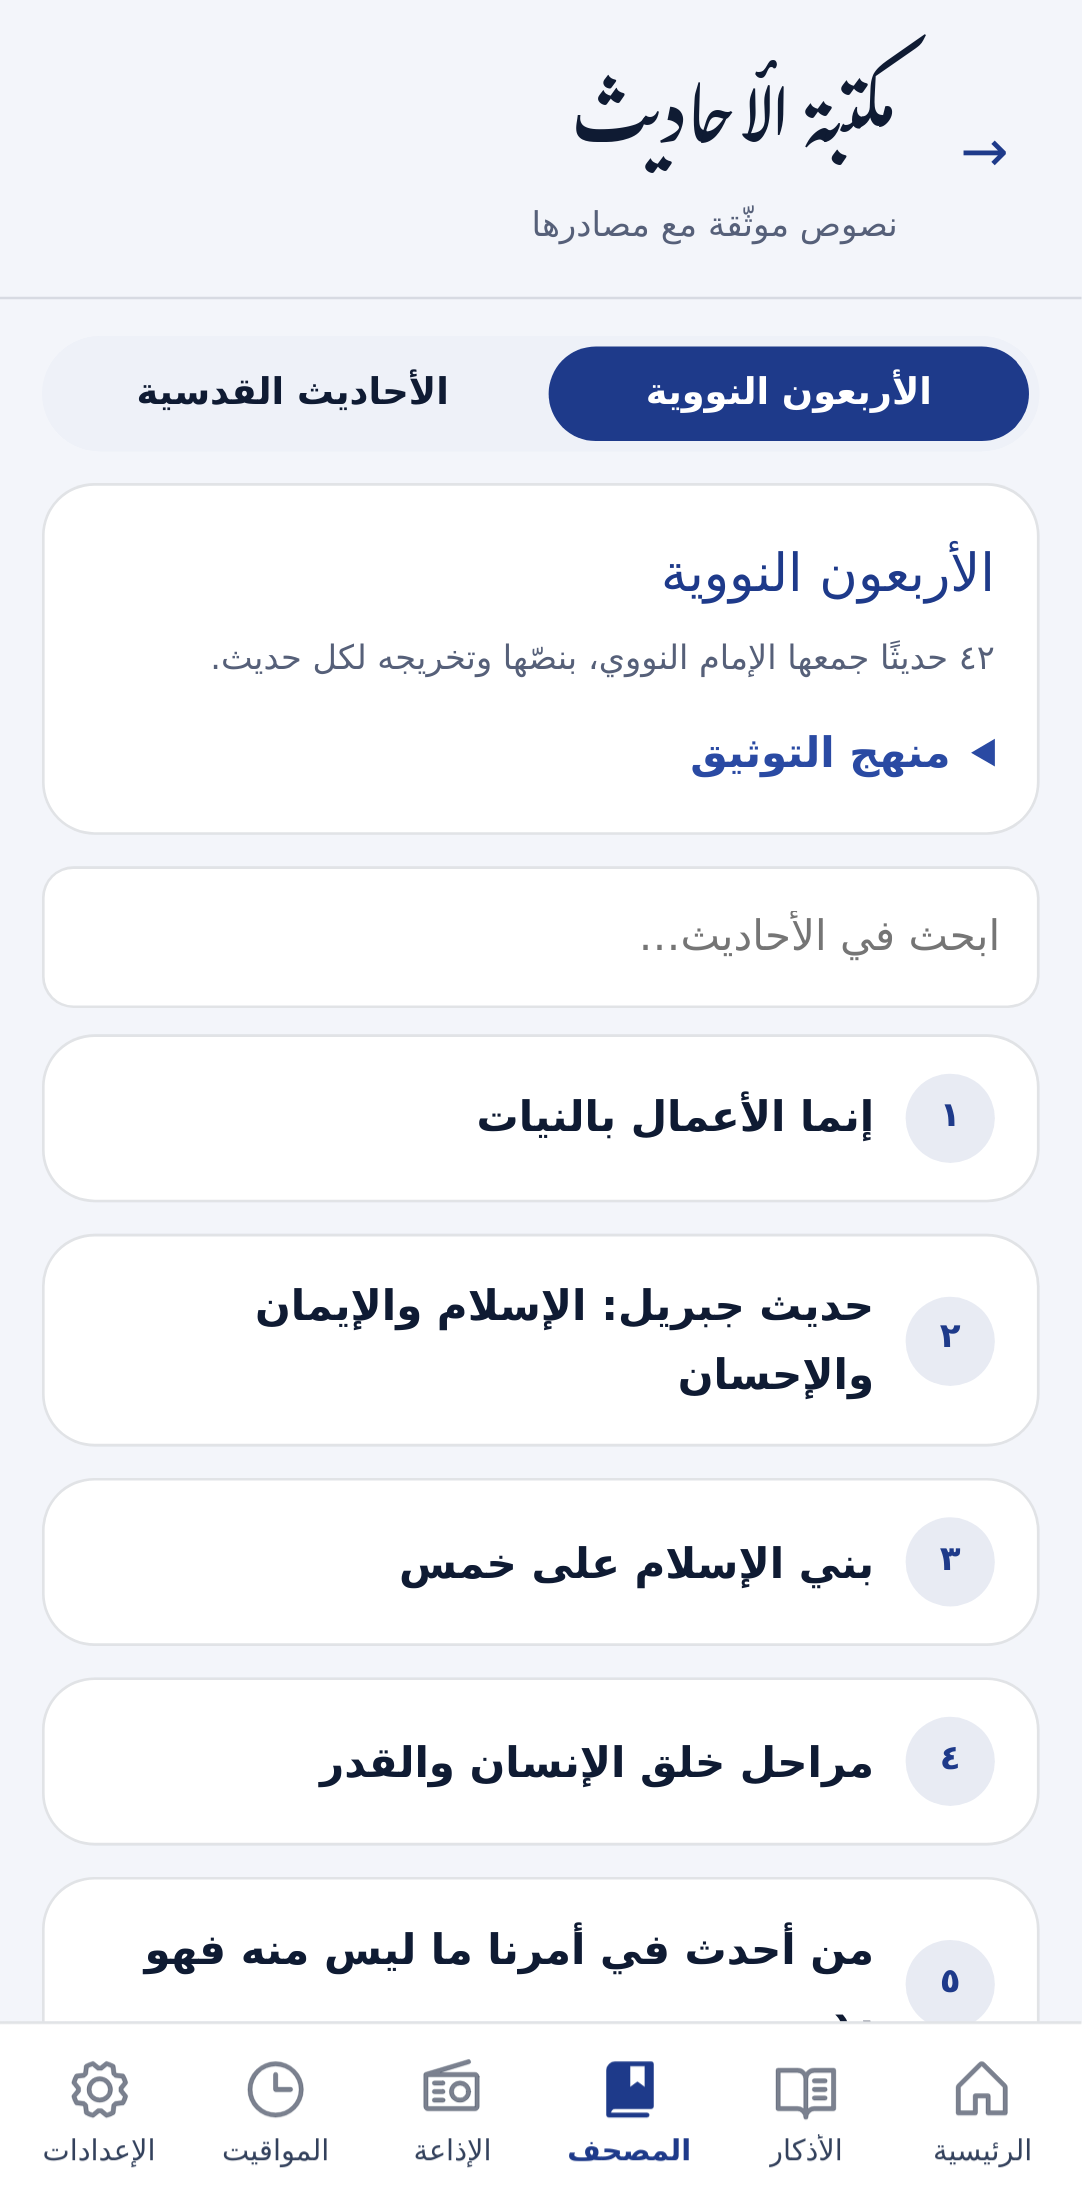 مكتبة الأحاديث
نصوص موثّقة مع مصادرها
الأربعون النووية
الأحاديث القدسية
الأربعون النووية
٤٢ حديثًا جمعها الإمام النووي، بنصّها وتخريجه لكل حديث.
منهج التوثيق
ابحث في الأحاديث...
١
إنما الأعمال بالنيات
٢
حديث جبريل: الإسلام والإيمان
والإحسان
٣
بني الإسلام على خمس
٤
مراحل خلق الإنسان والقدر
٥
من أحدث في أمرنا ما ليس منه فهو
الرئيسية
الأذكار
المصحف
الإذاعة
المواقيت
الإعدادات